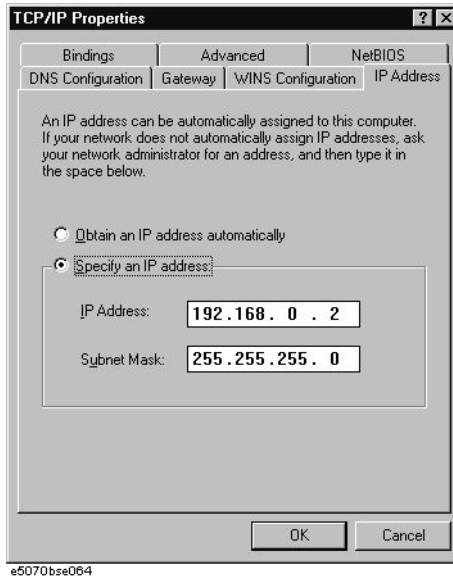 TCP/IP Properties
? X
Bindings Advanced NetBIOS
DNS Configuration Gateway WINS Configuration IP Address
An IP address can be automatically assigned to this computer.
If your network does not automatically assign IP addresses, ask
your network administrator for an address, and then type it in
the space below.
Obtain an IP address automatically
Specify an IP address:
IP Address: 192.168. 0 . 2
Subnet Mask: 255.255.255. 0
OK Cancel
e5070bse064